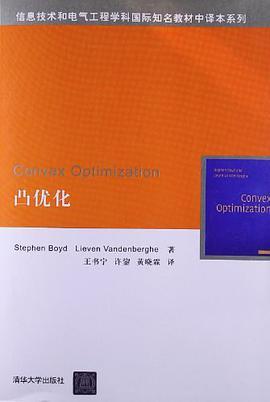 信息技术和电气工程学科国际知名教材中译本系列
Convex Optimization
凸优化
Stephen Boyd Lieven Vandenberghe 著
王书宁 许鋆 黄晓霖 译
Convex
Optimization
清华大学出版社